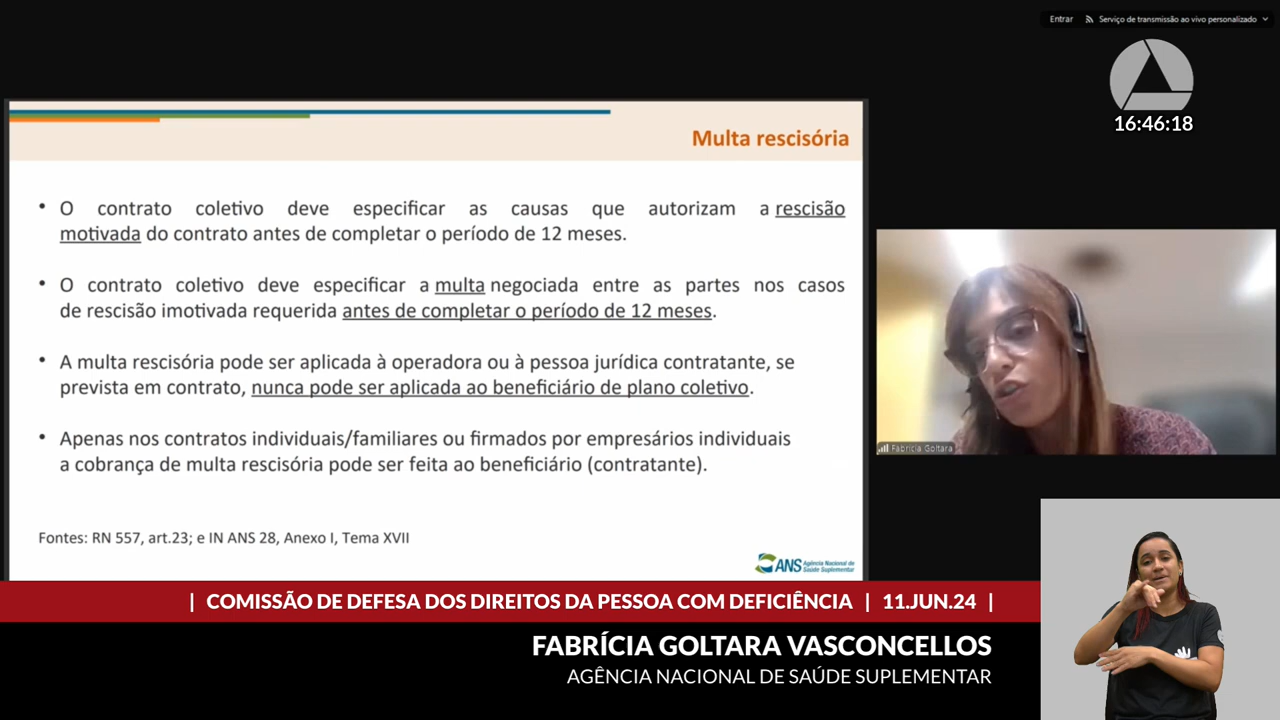 Entrar Serviço de transmissão ao vivo personalizado
16:46:18
Multa rescisória
• O contrato coletivo deve especificar as causas que autorizam a rescisão
motivada do contrato antes de completar o período de 12 meses.
• O contrato coletivo deve especificar a multa negociada entre as partes nos casos
de rescisão imotivada requerida antes de completar o período de 12 meses.
• A multa rescisória pode ser aplicada à operadora ou à pessoa jurídica contratante, se
prevista em contrato, nunca pode ser aplicada ao beneficiário de plano coletivo.
• Apenas nos contratos individuais/familiares ou firmados por empresários individuais
a cobrança de multa rescisória pode ser feita ao beneficiário (contratante).
Fontes: RN 557, art.23; e IN ANS 28, Anexo I, Tema XVII
ANS Agência Nacional de
Saúde Suplementar
Fabrícia Goltara
| COMISSÃO DE DEFESA DOS DIREITOS DA PESSOA COM DEFICIÊNCIA | 11.JUN.24 |
FABRÍCIA GOLTARA VASCONCELLOS
AGÊNCIA NACIONAL DE SAÚDE SUPLEMENTAR